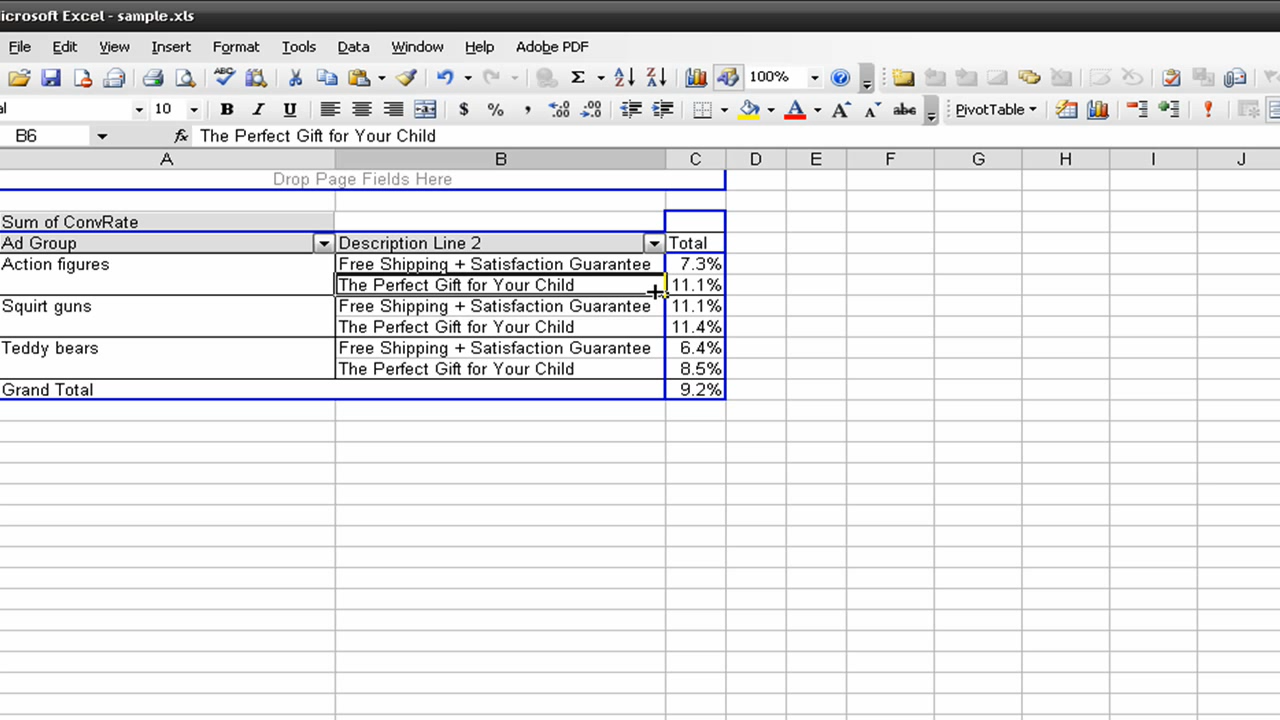 icrosoft Excel - sample.xls
File Edit View Insert Format Tools Data Window Help Adobe PDF
100%
al 10 B I U $ % , A A A abc PivotTable
B6 fx The Perfect Gift for Your Child
A B C D E F G H I J
Drop Page Fields Here
Sum of ConvRate
Ad Group Description Line 2 Total
Action figures Free Shipping + Satisfaction Guarantee 7.3%
The Perfect Gift for Your Child 11.1%
Squirt guns Free Shipping + Satisfaction Guarantee 11.1%
The Perfect Gift for Your Child 11.4%
Teddy bears Free Shipping + Satisfaction Guarantee 6.4%
The Perfect Gift for Your Child 8.5%
Grand Total 9.2%